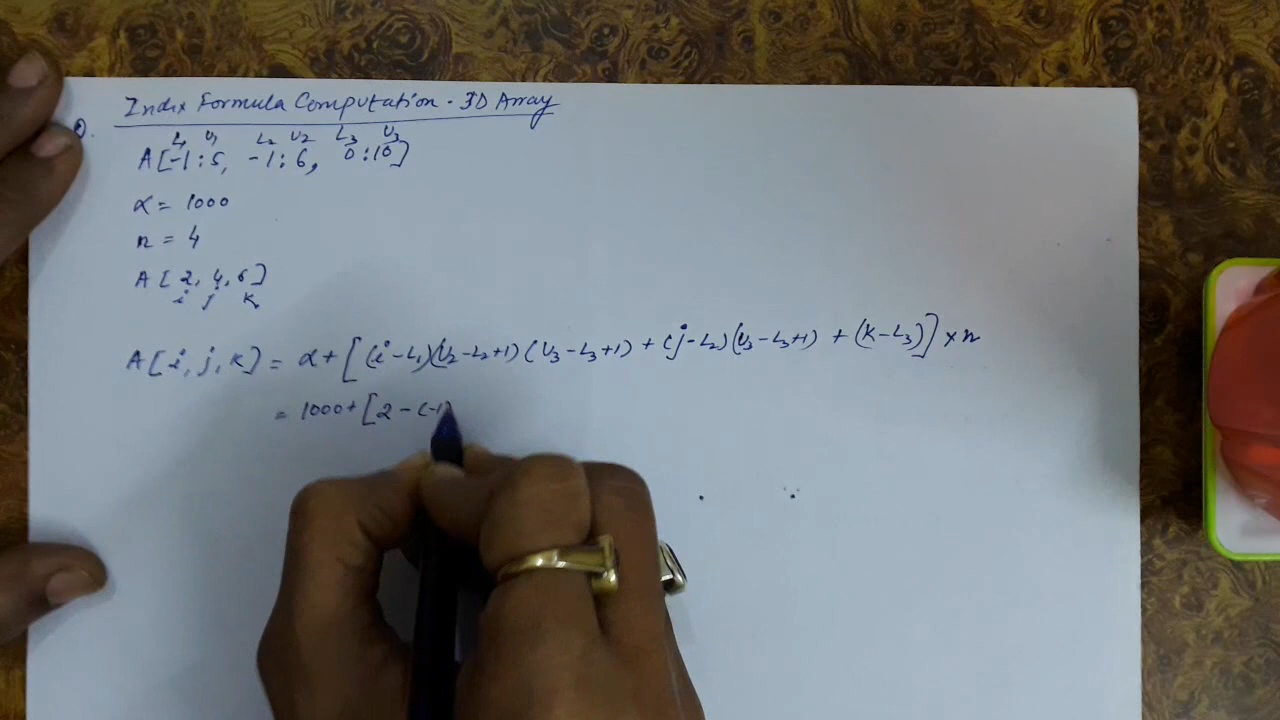 Index Formula Computation - 3D Array
L1 U1 L2 U2 L3 U3
A[-1:5, -1:6, 0:10]
α = 1000
n = 4
A[2, 4, 6]
i j k
A[i, j, k] = α + [(i-L1)(U2-L2+1)(U3-L3+1) + (j-L2)(U3-L3+1) + (k-L3)] × n
= 1000 + [2-(-1)